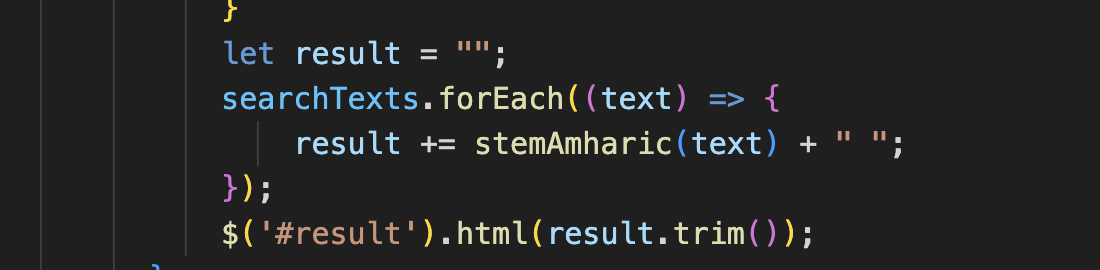 }
let result = "";
searchTexts.forEach((text) => {
result += stemAmharic(text) + " ";
});
$('#result').html(result.trim());
}